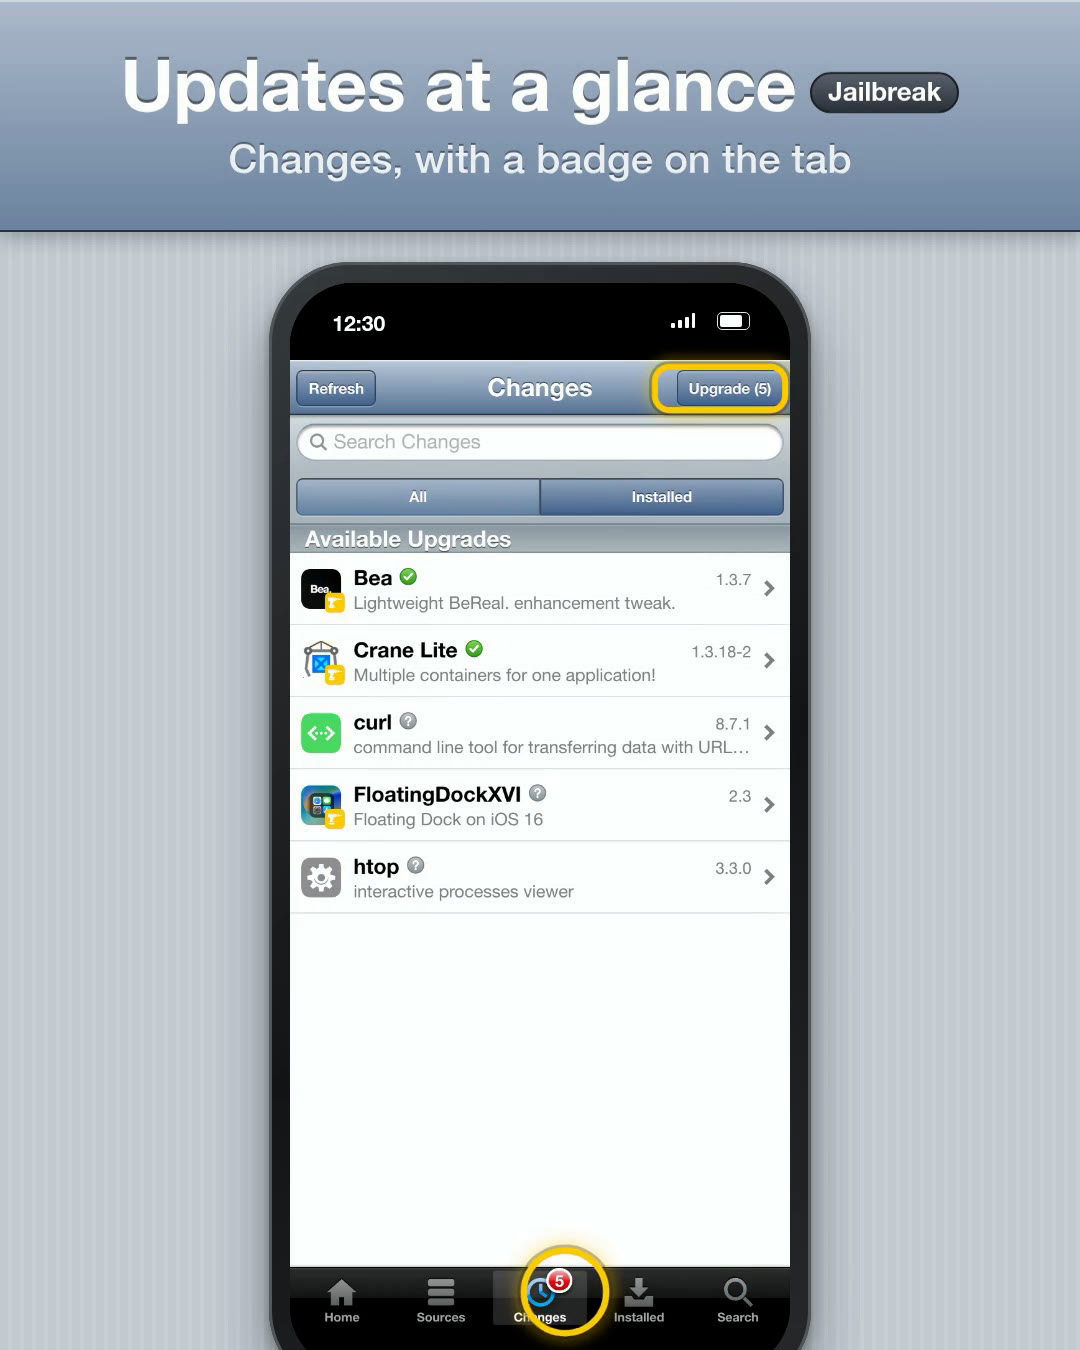 Updates at a glance Jailbreak
Changes, with a badge on the tab
12:30
Refresh Changes Upgrade (5)
Search Changes
All Installed
Available Upgrades
Bea 1.3.7
Bea.
Lightweight BeReal. enhancement tweak.
Crane Lite 1.3.18-2
Multiple containers for one application!
curl ? 8.7.1
command line tool for transferring data with URL...
FloatingDockXVI ? 2.3
Floating Dock on iOS 16
htop ? 3.3.0
interactive processes viewer
5
Home Sources Changes Installed Search